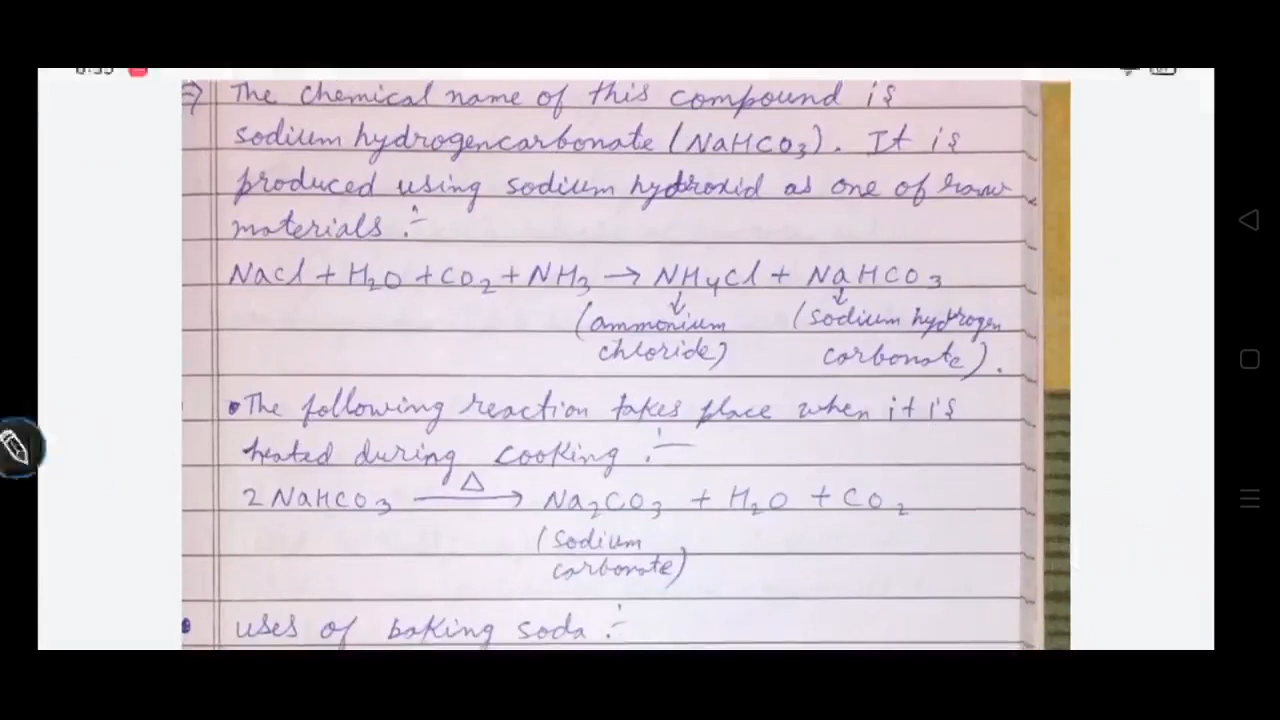 ⇒ The chemical name of this compound is
sodium hydrogencarbonate (NaHCO3). It is
produced using sodium hydroxid as one of raw
materials :-
NaCl + H2O + CO2 + NH3 → NH4Cl + NaHCO3
↓ ↓
(ammonium (sodium hydrogen
chloride) carbonate).
• The following reaction takes place when it is
heated during cooking :-
Δ
2 NaHCO3 → Na2CO3 + H2O + CO2
(sodium
carbonate)
• uses of baking soda :-